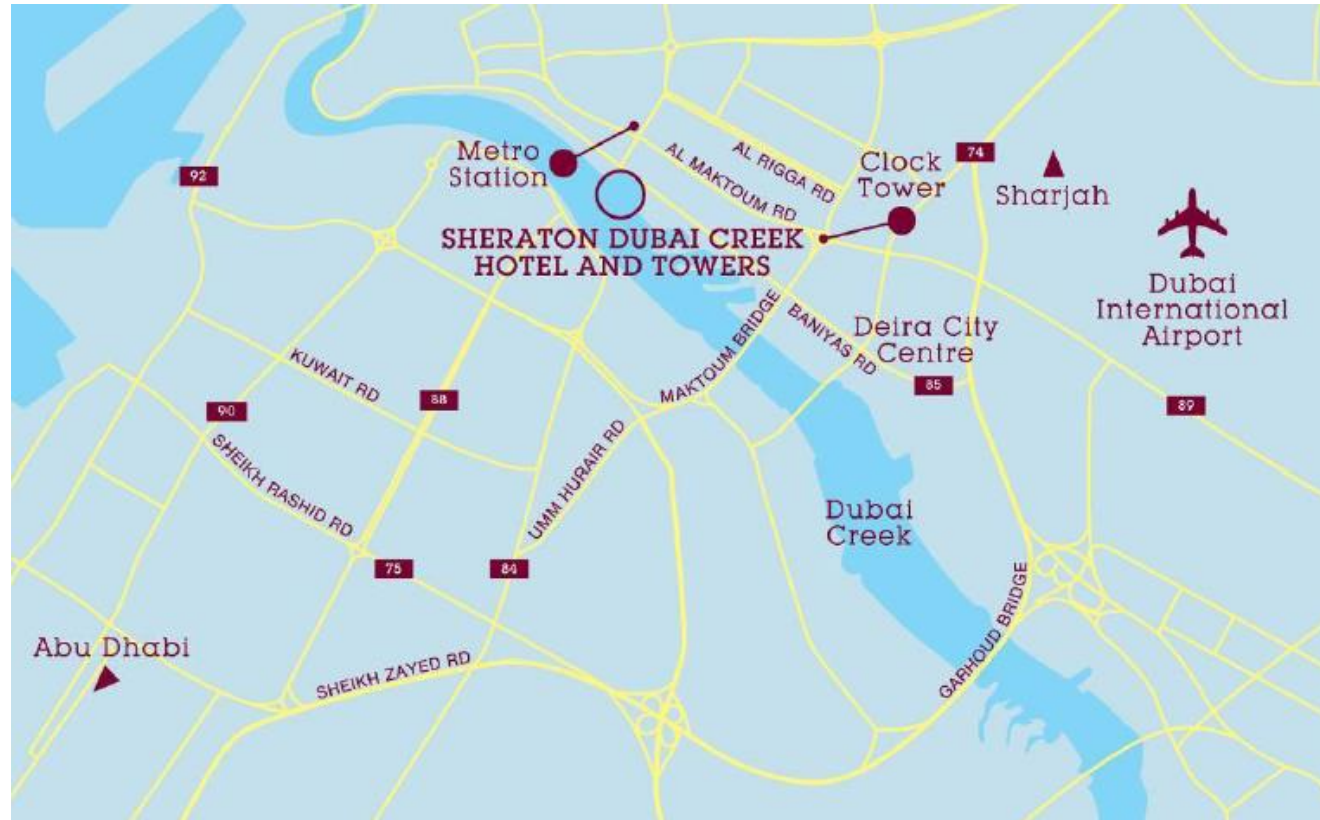 92
Metro
Station
AL RIGGA RD
AL MAKTOUM RD
Clock
Tower
74
Sharjah
SHERATON DUBAI CREEK
HOTEL AND TOWERS
Dubai
International
Airport
MAKTOUM BRIDGE
BANIYAS RD
Deira City
Centre
85
89
KUWAIT RD
88
90
SHEIKH RASHID RD
UMM HURAIR RD
75
84
Dubai
Creek
GARHOUD BRIDGE
Abu Dhabi
SHEIKH ZAYED RD